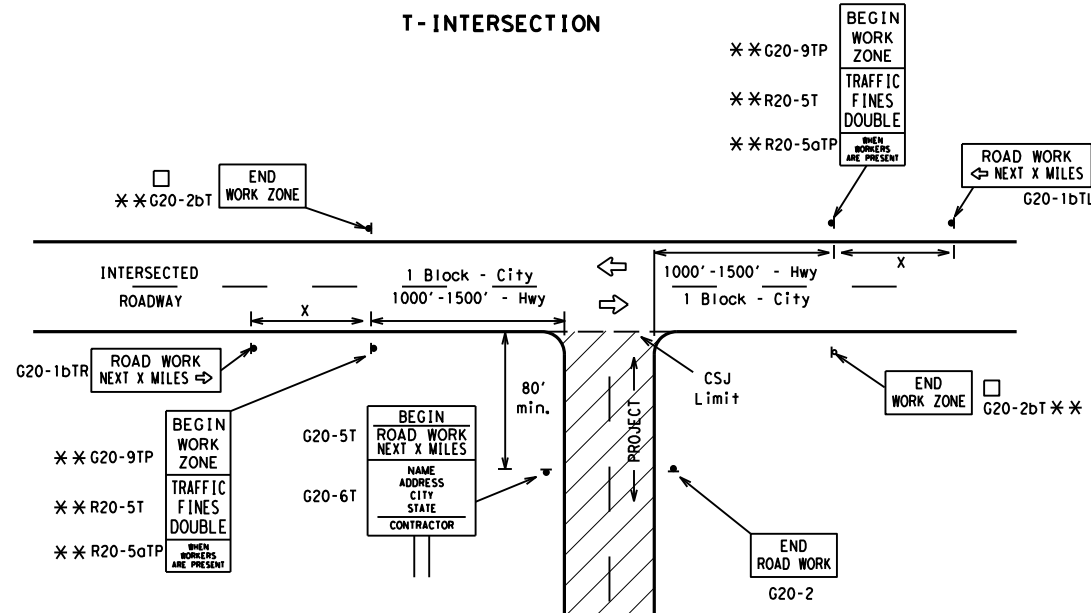 T-INTERSECTION
**G20-9TP
BEGIN
WORK
ZONE
**R20-5T
TRAFFIC
FINES
DOUBLE
**R20-5aTP
WHEN
WORKERS
ARE PRESENT
ROAD WORK
⇦ NEXT X MILES
G20-1bTL
□
**G20-2bT
END
WORK ZONE
INTERSECTED
ROADWAY
X
1 Block - City
1000'-1500' - Hwy
1000'-1500' - Hwy
1 Block - City
X
G20-1bTR
ROAD WORK
NEXT X MILES ⇨
80'
min.
CSJ
Limit
PROJECT
END
WORK ZONE
□
G20-2bT **
**G20-9TP
BEGIN
WORK
ZONE
**R20-5T
TRAFFIC
FINES
DOUBLE
**R20-5aTP
WHEN
WORKERS
ARE PRESENT
G20-5T
BEGIN
ROAD WORK
NEXT X MILES
G20-6T
NAME
ADDRESS
CITY
STATE
CONTRACTOR
END
ROAD WORK
G20-2